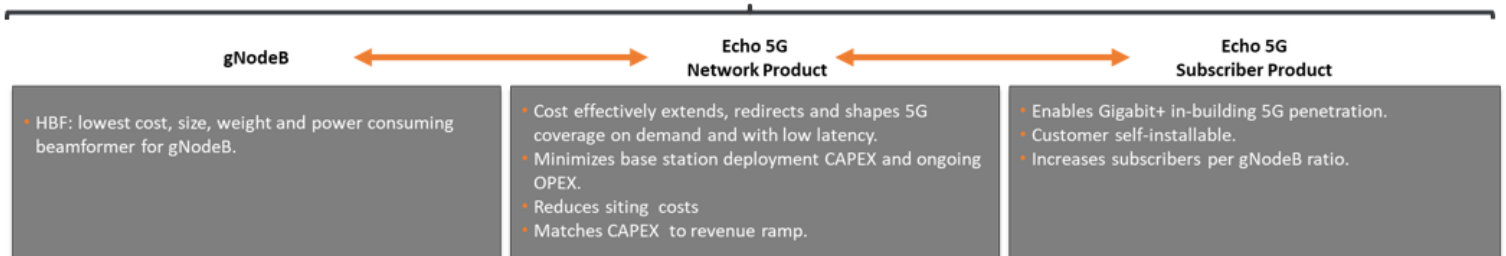 gNodeB
Echo 5G
Network Product
Echo 5G
Subscriber Product
• HBF: lowest cost, size, weight and power consuming
beamformer for gNodeB.
• Cost effectively extends, redirects and shapes 5G
coverage on demand and with low latency.
• Minimizes base station deployment CAPEX and ongoing
OPEX.
• Reduces siting costs
• Matches CAPEX to revenue ramp.
• Enables Gigabit+ in-building 5G penetration.
• Customer self-installable.
• Increases subscribers per gNodeB ratio.